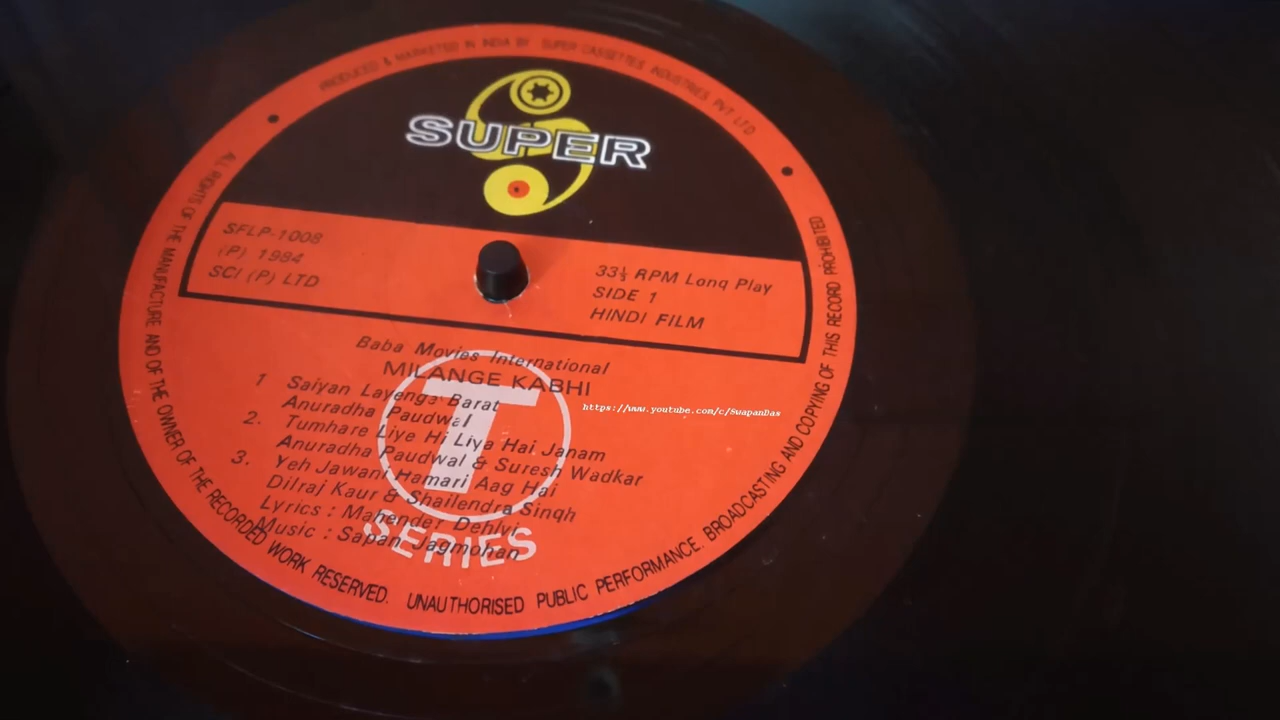 PRODUCED & MARKETED IN INDIA BY SUPER CASSETTES INDUSTRIES PVT LTD
SUPER
SFLP-1008
(P) 1984
SCI (P) LTD
33⅓ RPM Long Play
SIDE 1
HINDI FILM
Baba Movies International
MILANGE KABHI
1 Saiyan Layenge Barat
Anuradha Paudwal
2. Tumhare Liye Hi Liya Hai Janam
Anuradha Paudwal & Suresh Wadkar
3. Yeh Jawani Hamari Aag Hai
Dilraj Kaur & Shailendra Singh
Lyrics : Mahender Dehlvi
Music : Sapan Jagmohan
T
SERIES
https://www.youtube.com/c/SwapanDas
ALL RIGHTS OF THE MANUFACTURE AND OF THE OWNER OF THE RECORDED WORK RESERVED. UNAUTHORISED PUBLIC PERFORMANCE. BROADCASTING AND COPYING OF THIS RECORD PROHIBITED